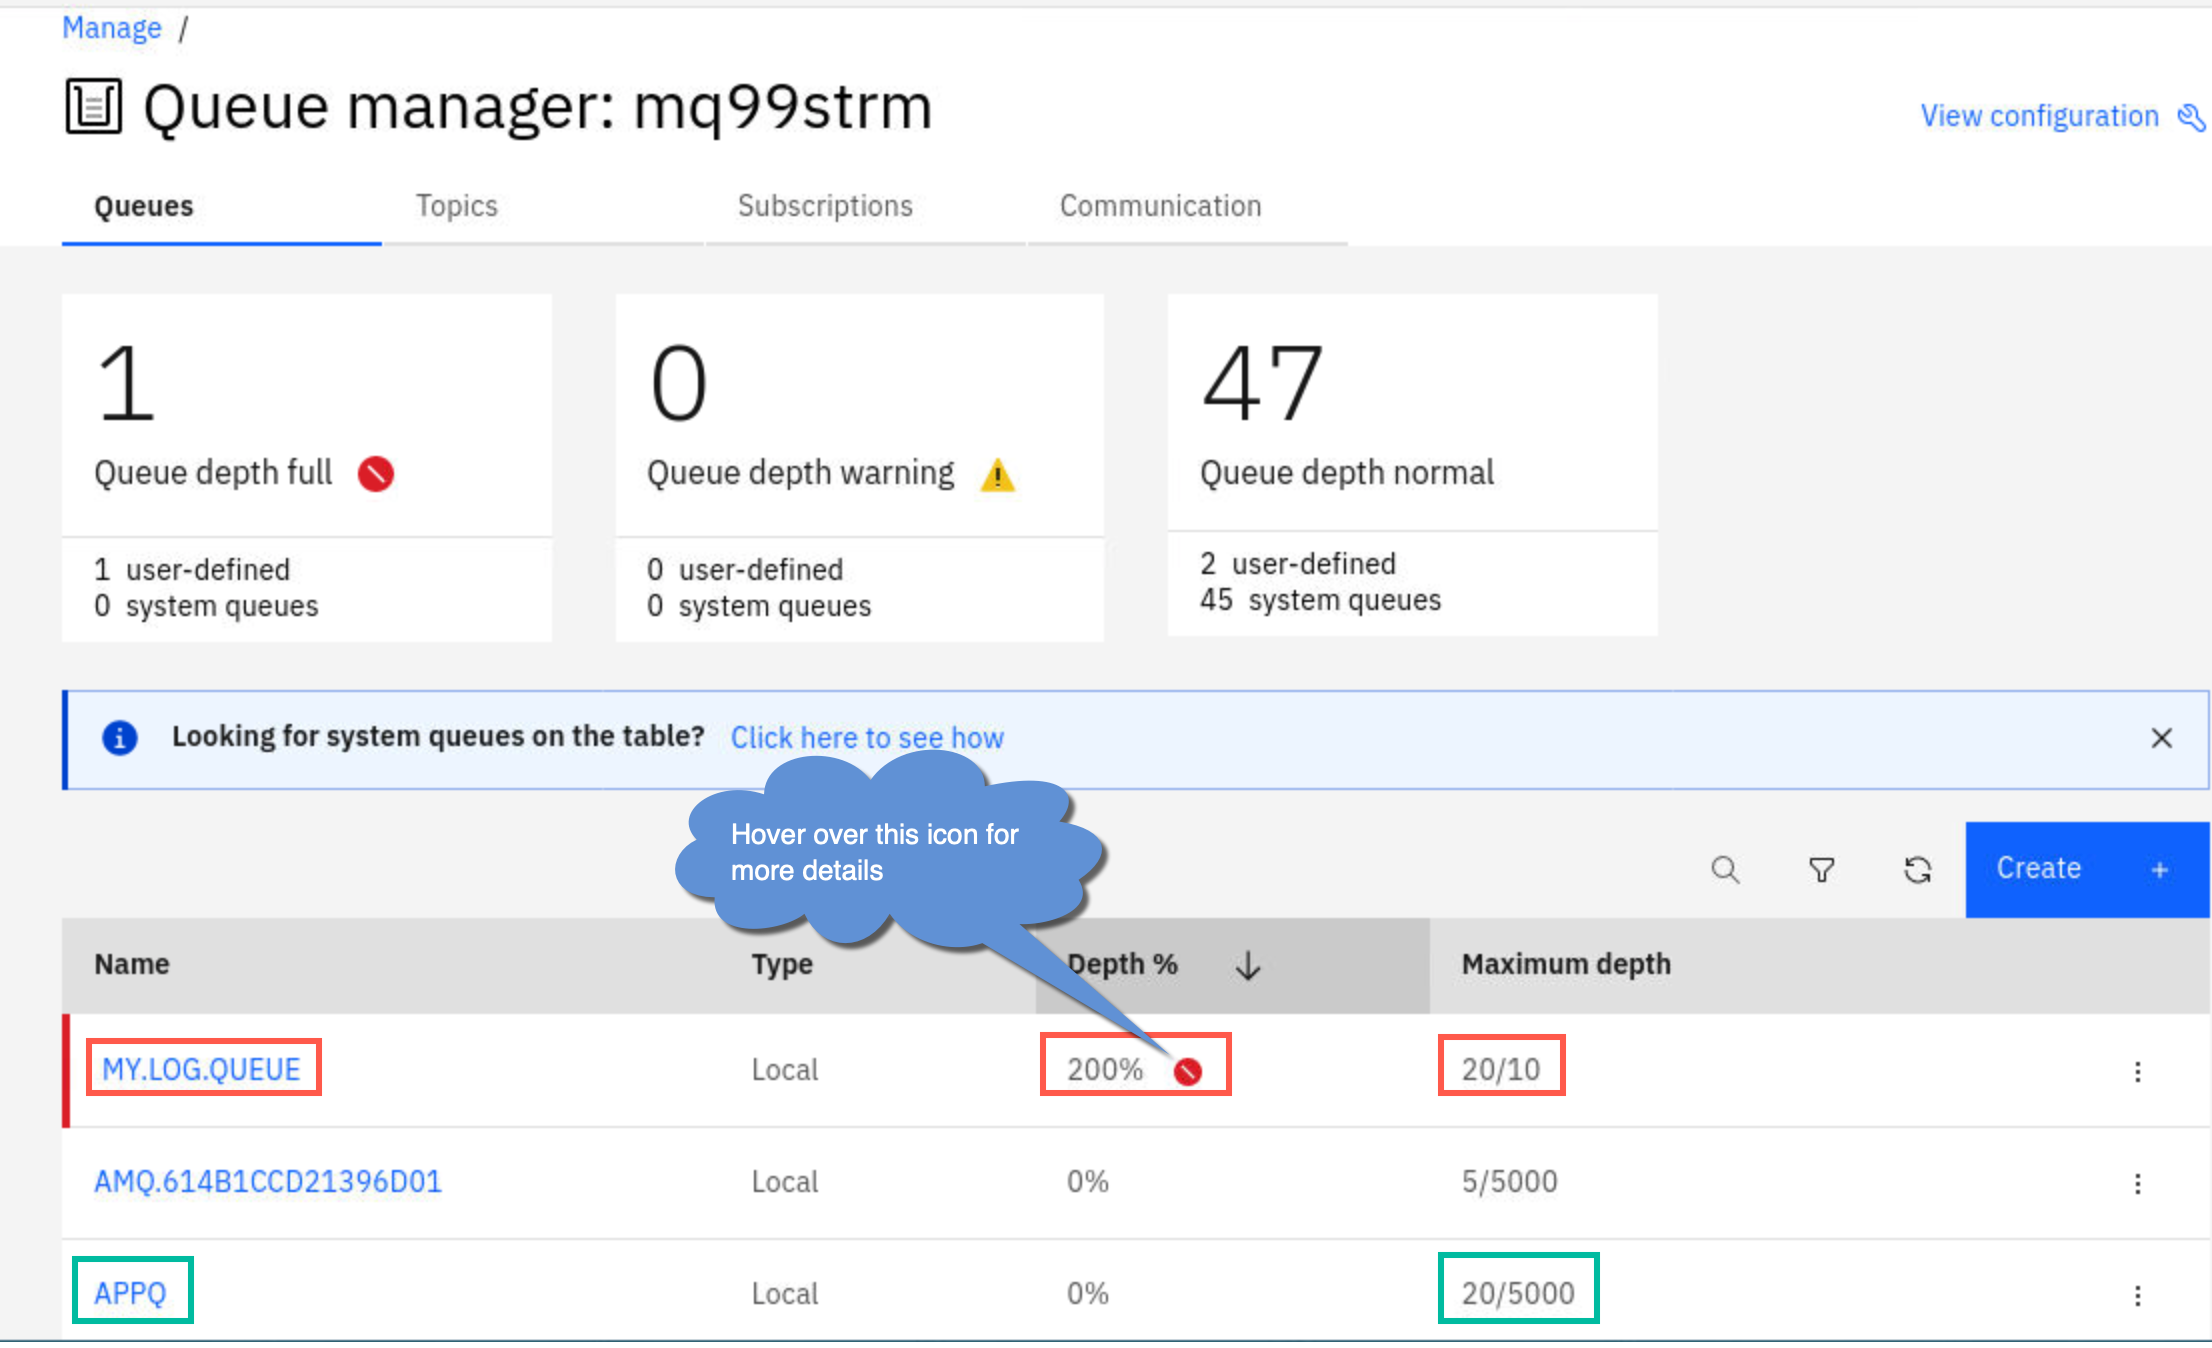 Manage /
Queue manager: mq99strm
View configuration
Queues Topics Subscriptions Communication
1
Queue depth full
1 user-defined
0 system queues
0
Queue depth warning
0 user-defined
0 system queues
47
Queue depth normal
2 user-defined
45 system queues
Looking for system queues on the table? Click here to see how
Hover over this icon for
more details
Create +
Name Type Depth % Maximum depth
MY.LOG.QUEUE Local 200% 20/10
AMQ.614B1CCD21396D01 Local 0% 5/5000
APPQ Local 0% 20/5000